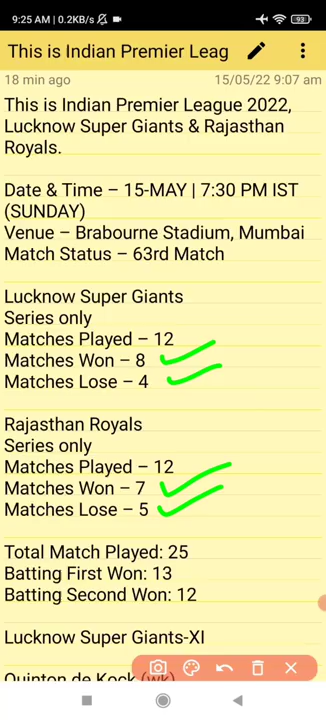 9:25 AM | 0.2KB/s
93
This is Indian Premier Leag
18 min ago
15/05/22 9:07 am
This is Indian Premier League 2022,
Lucknow Super Giants & Rajasthan
Royals.
Date & Time – 15-MAY | 7:30 PM IST
(SUNDAY)
Venue – Brabourne Stadium, Mumbai
Match Status – 63rd Match
Lucknow Super Giants
Series only
Matches Played – 12
Matches Won – 8
Matches Lose – 4
Rajasthan Royals
Series only
Matches Played – 12
Matches Won – 7
Matches Lose – 5
Total Match Played: 25
Batting First Won: 13
Batting Second Won: 12
Lucknow Super Giants-XI
Quinton de Kock (wk)